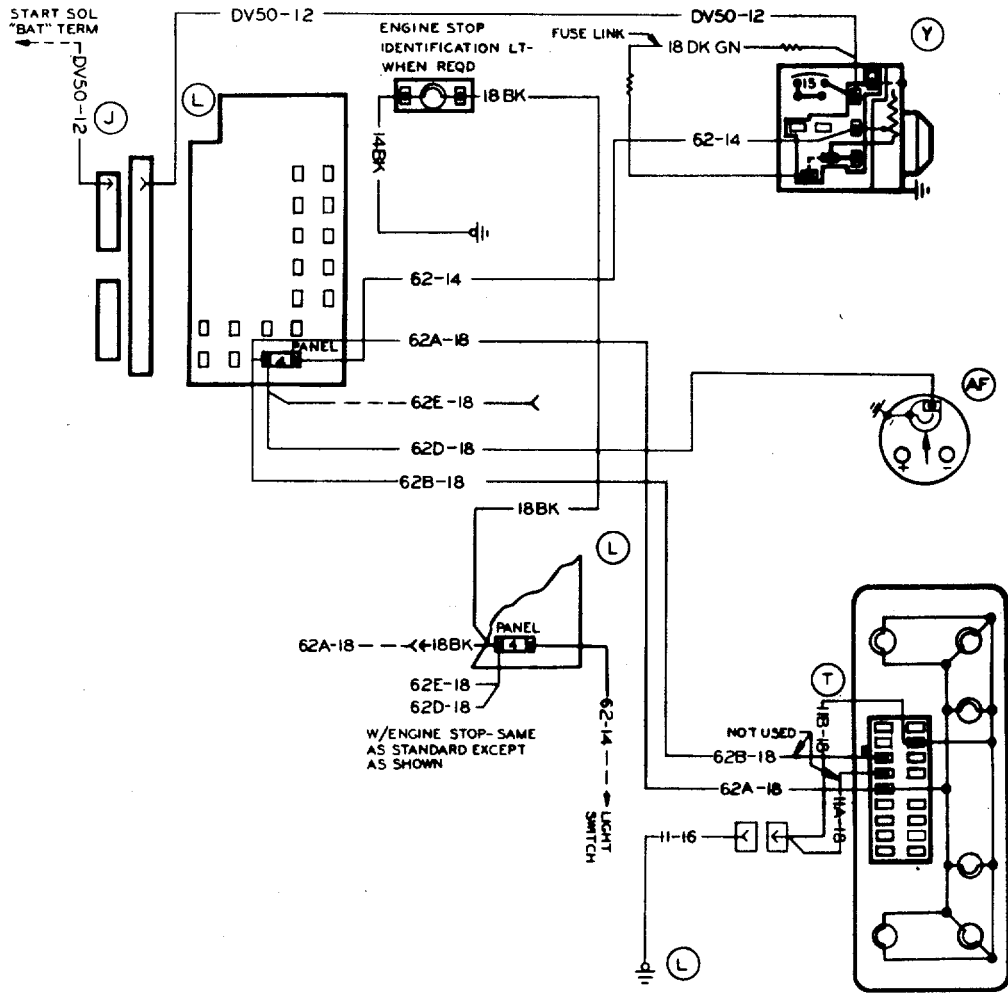 START SOL
"BAT" TERM
DV50-12
J
L
DV50-12
ENGINE STOP
IDENTIFICATION LT-
WHEN REQD
18 BK
14BK
FUSE LINK
DV50-12
18 DK GN
Y
15
62-14
62-14
PANEL
4
62A-18
62E-18
62D-18
62B-18
AF
+
-
18BK
L
PANEL
4
62A-18
18BK
62E-18
62D-18
W/ENGINE STOP-SAME
AS STANDARD EXCEPT
AS SHOWN
62-14
LIGHT
SWITCH
T
11B-18
NOT USED
62B-18
62A-18
11A-18
11-16
L